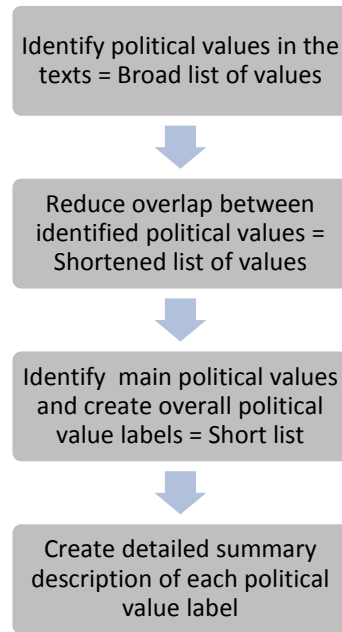 Identify political values in the
texts = Broad list of values
Reduce overlap between
identified political values =
Shortened list of values
Identify  main political values
and create overall political
value labels = Short list
Create detailed summary
description of each political
value label